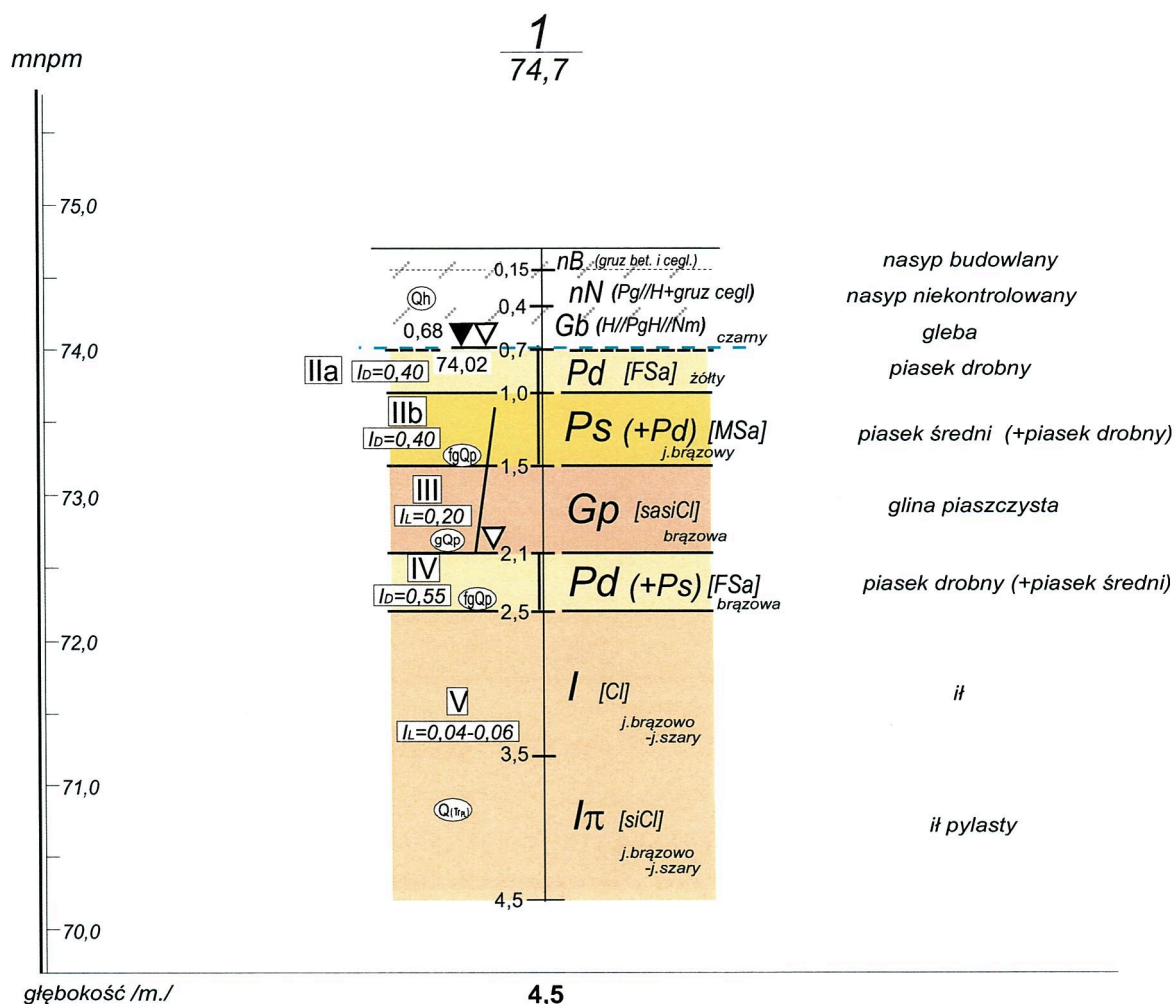 1
74,7
mnpm
75,0
nB (gruz bet. i cegl.) nasyp budowlany
0,15
Qh nN (Pg//H+gruz cegl) nasyp niekontrolowany
0,4
0,68 Gb (H//PgH//Nm) czarny gleba
74,0 0,7
74,02
IIa ID=0,40 Pd [FSa] żółty piasek drobny
1,0
IIb
ID=0,40 Ps (+Pd) [MSa] piasek średni (+piasek drobny)
j.brązowy
fgQp
1,5
73,0
III
IL=0,20 Gp [sasiCl] glina piaszczysta
brązowa
gQp
2,1
IV
ID=0,55 fgQp Pd (+Ps) [FSa] piasek drobny (+piasek średni)
brązowa
2,5
72,0
V I [Cl] ił
IL=0,04-0,06 j.brązowo
-j.szary
3,5
71,0
Q(TrPL) Iπ [siCl] ił pylasty
j.brązowo
-j.szary
4,5
70,0
głębokość /m./ 4,5